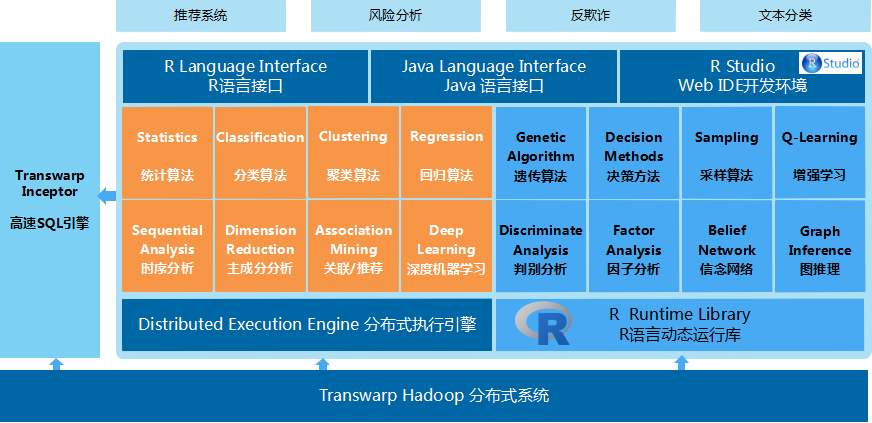 推荐系统
风险分析
反欺诈
文本分类
R Language Interface
R语言接口
Java Language Interface
Java 语言接口
R Studio
Web IDE开发环境
R Studio
Statistics
统计算法
Classification
分类算法
Clustering
聚类算法
Regression
回归算法
Genetic
Algorithm
遗传算法
Decision
Methods
决策方法
Sampling
采样算法
Q-Learning
增强学习
Transwarp
Inceptor
高速SQL引擎
Sequential
Analysis
时序分析
Dimension
Reduction
主成分分析
Association
Mining
关联/推荐
Deep
Learning
深度机器学习
Discriminate
Analysis
判别分析
Factor
Analysis
因子分析
Belief
Network
信念网络
Graph
Inference
图推理
Distributed Execution Engine 分布式执行引擎
R
R Runtime Library
R语言动态运行库
Transwarp Hadoop 分布式系统